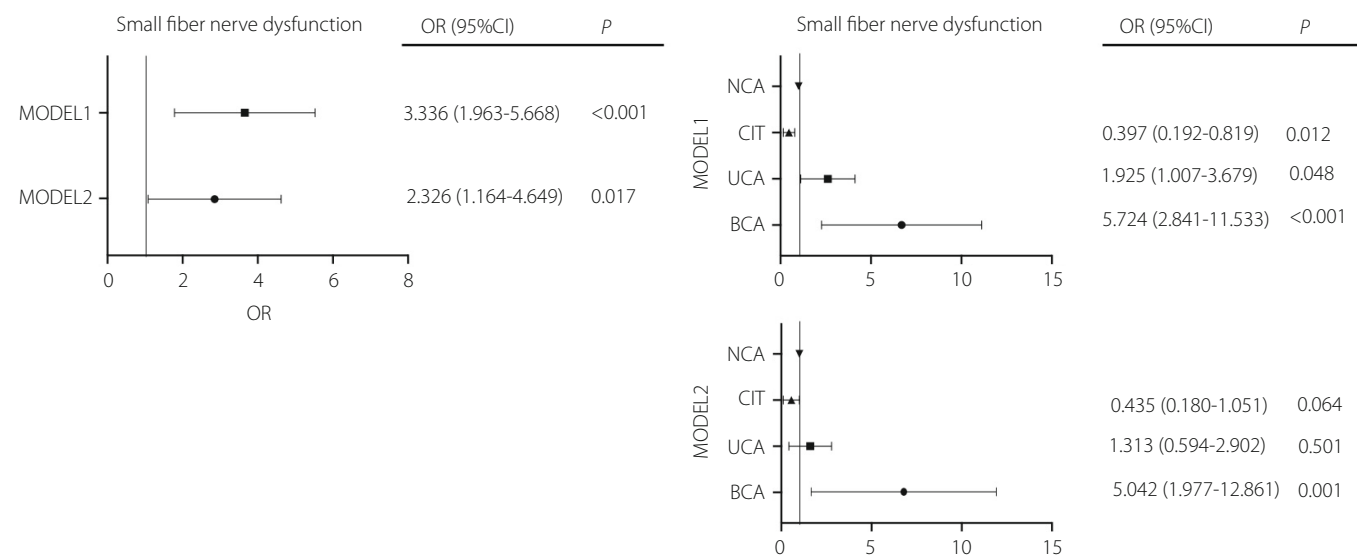 Small fiber nerve dysfunction OR (95%CI) P
MODEL1 3.336 (1.963-5.668) <0.001
MODEL2 2.326 (1.164-4.649) 0.017
0 2 4 6 8
OR
Small fiber nerve dysfunction OR (95%CI) P
MODEL1
NCA
CIT 0.397 (0.192-0.819) 0.012
UCA 1.925 (1.007-3.679) 0.048
BCA 5.724 (2.841-11.533) <0.001
0 5 10 15
MODEL2
NCA
CIT 0.435 (0.180-1.051) 0.064
UCA 1.313 (0.594-2.902) 0.501
BCA 5.042 (1.977-12.861) 0.001
0 5 10 15